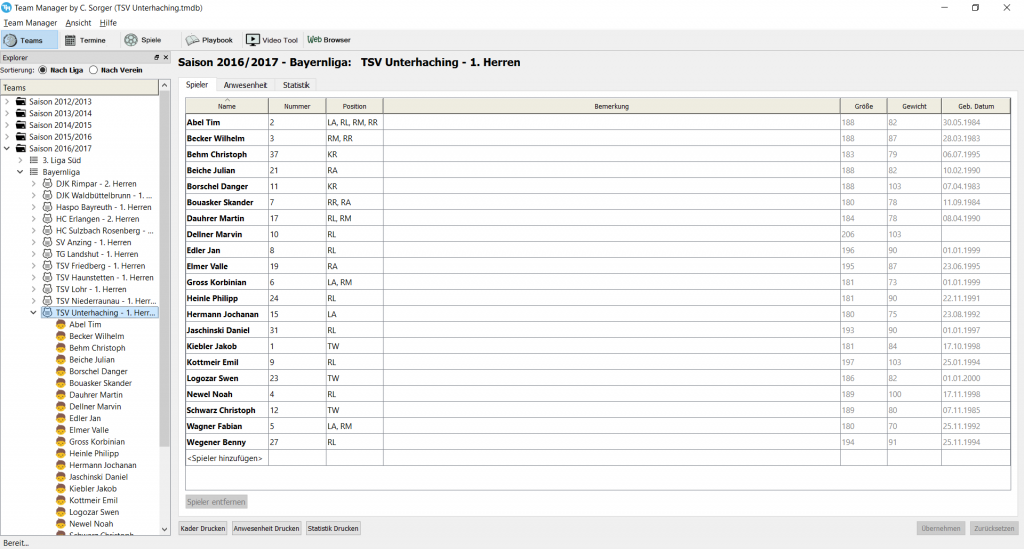 Team Manager by C. Sorger (TSV Unterhaching.tmdb)
Team Manager Ansicht Hilfe
Teams Termine Spiele Playbook Video Tool Web Browser
Explorer
Sortierung: Nach Liga Nach Verein
Teams
Saison 2012/2013
Saison 2013/2014
Saison 2014/2015
Saison 2015/2016
Saison 2016/2017
3. Liga Süd
Bayernliga
DJK Rimpar - 2. Herren
DJK Waldbüttelbrunn - 1. ...
Haspo Bayreuth - 1. Herren
HC Erlangen - 2. Herren
HC Sulzbach Rosenberg - ...
SV Anzing - 1. Herren
TG Landshut - 1. Herren
TSV Friedberg - 1. Herren
TSV Haunstetten - 1. Herren
TSV Lohr - 1. Herren
TSV Niederraunau - 1. Herr...
TSV Unterhaching - 1. Herr...
Abel Tim
Becker Wilhelm
Behm Christoph
Beiche Julian
Borschel Danger
Bouasker Skander
Dauhrer Martin
Dellner Marvin
Edler Jan
Elmer Valle
Gross Korbinian
Heinle Philipp
Hermann Jochanan
Jaschinski Daniel
Kiebler Jakob
Kottmeir Emil
Logozar Swen
Newel Noah
Schwarz Christoph
Saison 2016/2017 - Bayernliga: TSV Unterhaching - 1. Herren
Spieler Anwesenheit Statistik
Name Nummer Position Bemerkung Größe Gewicht Geb. Datum
Abel Tim 2 LA, RL, RM, RR 188 82 30.05.1984
Becker Wilhelm 3 RM, RR 188 87 28.03.1983
Behm Christoph 37 KR 183 79 06.07.1995
Beiche Julian 21 RA 188 82 10.02.1990
Borschel Danger 11 KR 188 103 07.04.1983
Bouasker Skander 7 RR, RA 180 78 11.09.1984
Dauhrer Martin 17 RL, RM 184 78 08.04.1990
Dellner Marvin 10 RL 206 103
Edler Jan 8 RL 196 90 01.01.1999
Elmer Valle 19 RA 195 87 23.06.1995
Gross Korbinian 6 LA, RM 181 73 01.01.1999
Heinle Philipp 24 RL 181 90 22.11.1991
Hermann Jochanan 15 LA 180 75 23.08.1992
Jaschinski Daniel 31 RL 193 90 01.01.1997
Kiebler Jakob 1 TW 181 84 17.10.1998
Kottmeir Emil 9 RL 197 103 25.01.1994
Logozar Swen 23 TW 186 82 01.01.2000
Newel Noah 4 RL 189 100 17.11.1998
Schwarz Christoph 12 TW 189 80 07.11.1985
Wagner Fabian 5 LA, RM 180 70 25.11.1992
Wegener Benny 27 RL 194 91 25.11.1994
<Spieler hinzufügen>
Spieler entfernen
Kader Drucken Anwesenheit Drucken Statistik Drucken Übernehmen Zurücksetzen
Bereit...